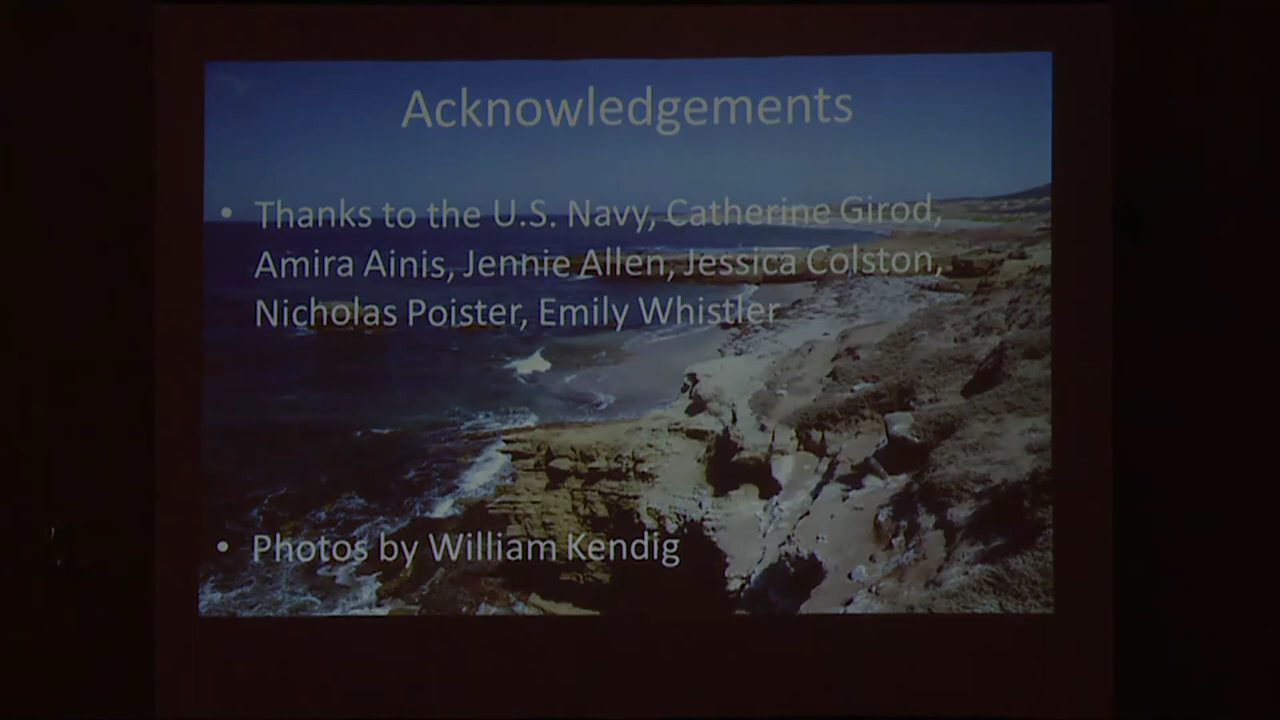 Acknowledgements
• Thanks to the U.S. Navy, Catherine Girod,
Amira Ainis, Jennie Allen, Jessica Colston,
Nicholas Poister, Emily Whistler
• Photos by William Kendig